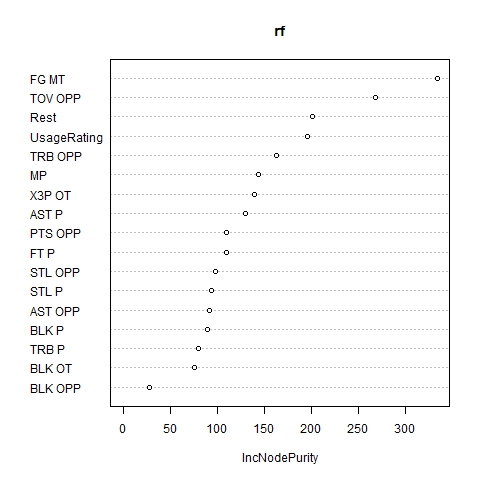 rf
FG MT
TOV OPP
Rest
UsageRating
TRB OPP
MP
X3P OT
AST P
PTS OPP
FT P
STL OPP
STL P
AST OPP
BLK P
TRB P
BLK OT
BLK OPP
0 50 100 150 200 250 300
IncNodePurity